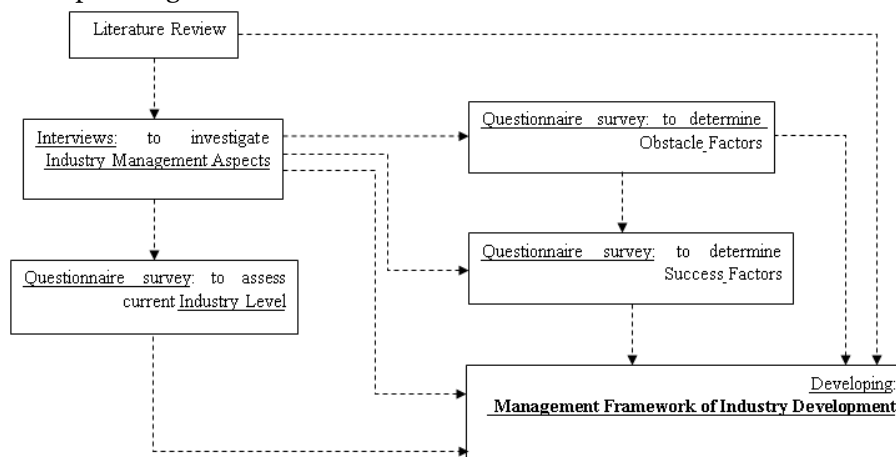 Literature Review
Interviews: to investigate
Industry Management Aspects
Questionnaire survey: to determine
Obstacle Factors
Questionnaire survey: to assess
current Industry Level
Questionnaire survey: to determine
Success Factors
Developing:
Management Framework of Industry Development